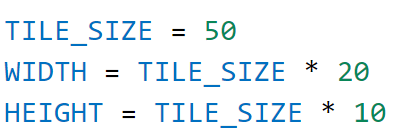 TILE_SIZE = 50
WIDTH = TILE_SIZE * 20
HEIGHT = TILE_SIZE * 10